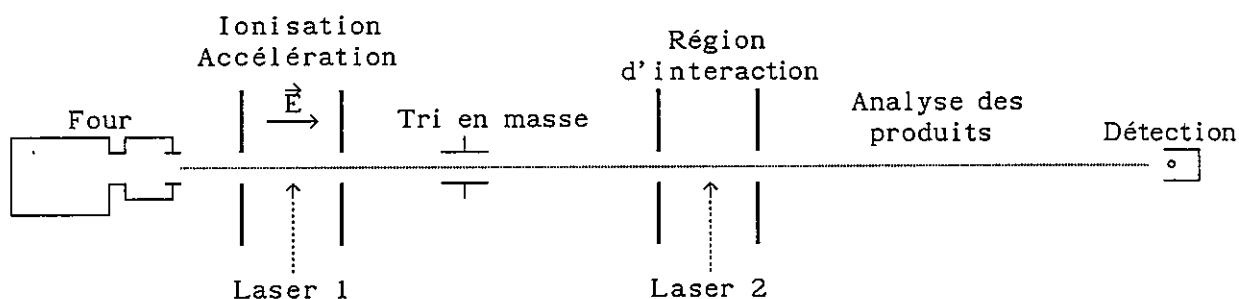 Ionisation
Accélération
E
Four
Tri en masse
Région
d'interaction
Analyse des
produits
Détection
Laser 1
Laser 2